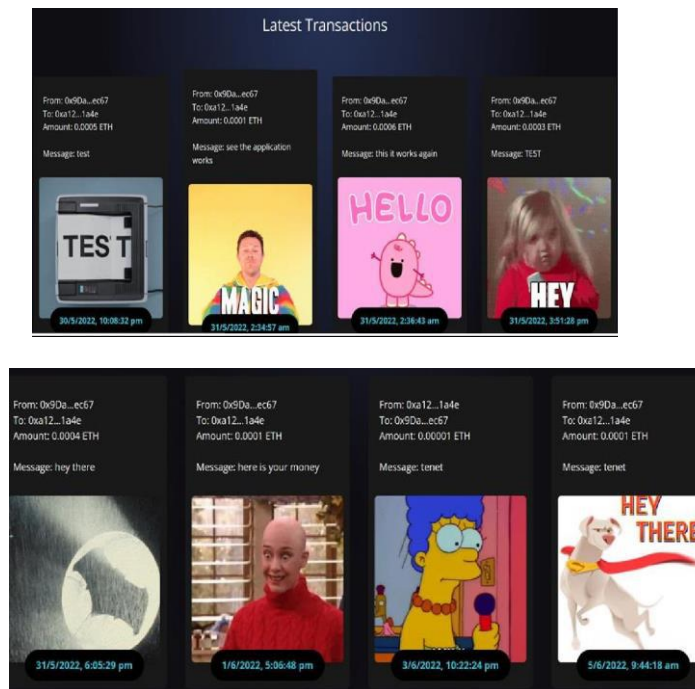 Latest Transactions
From: 0x9Da...ec67
To: 0xa12...1a4e
Amount: 0.0005 ETH
Message: test
TEST
30/5/2022, 10:08:32 pm
From: 0x9Da...ec67
To: 0xa12...1a4e
Amount: 0.0001 ETH
Message: see the application
works
MAGIC
31/5/2022, 2:34:57 am
From: 0x9Da...ec67
To: 0xa12...1a4e
Amount: 0.0006 ETH
Message: this it works again
HELLO
31/5/2022, 2:36:43 am
From: 0x9Da...ec67
To: 0xa12...1a4e
Amount: 0.0003 ETH
Message: TEST
HEY
31/5/2022, 3:51:28 pm
From: 0x9Da...ec67
To: 0xa12...1a4e
Amount: 0.0004 ETH
Message: hey there
31/5/2022, 6:05:29 pm
From: 0x9Da...ec67
To: 0xa12...1a4e
Amount: 0.0001 ETH
Message: here is your money
1/6/2022, 5:06:48 pm
From: 0xa12...1a4e
To: 0x9Da...ec67
Amount: 0.00001 ETH
Message: tenet
3/6/2022, 10:22:24 pm
From: 0x9Da...ec67
To: 0xa12...1a4e
Amount: 0.0001 ETH
Message: tenet
HEY
THERE
5/6/2022, 9:44:18 am